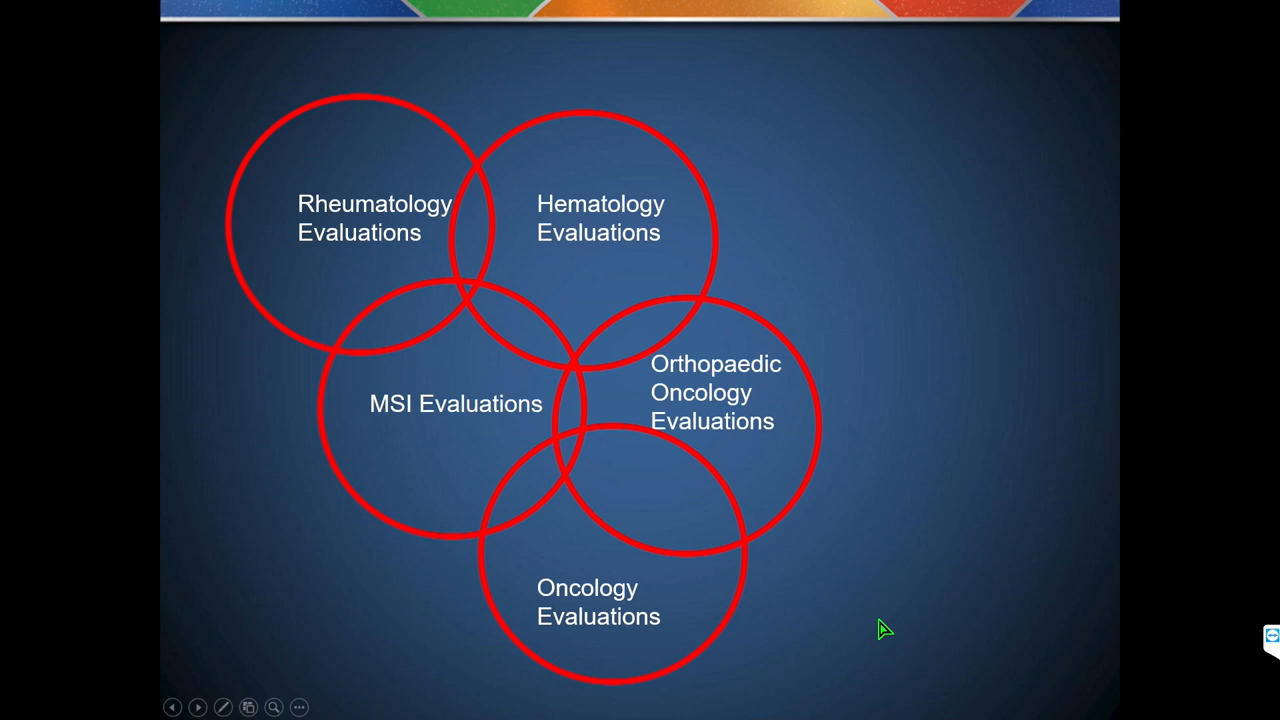 Rheumatology
Evaluations
Hematology
Evaluations
MSI Evaluations
Orthopaedic
Oncology
Evaluations
Oncology
Evaluations